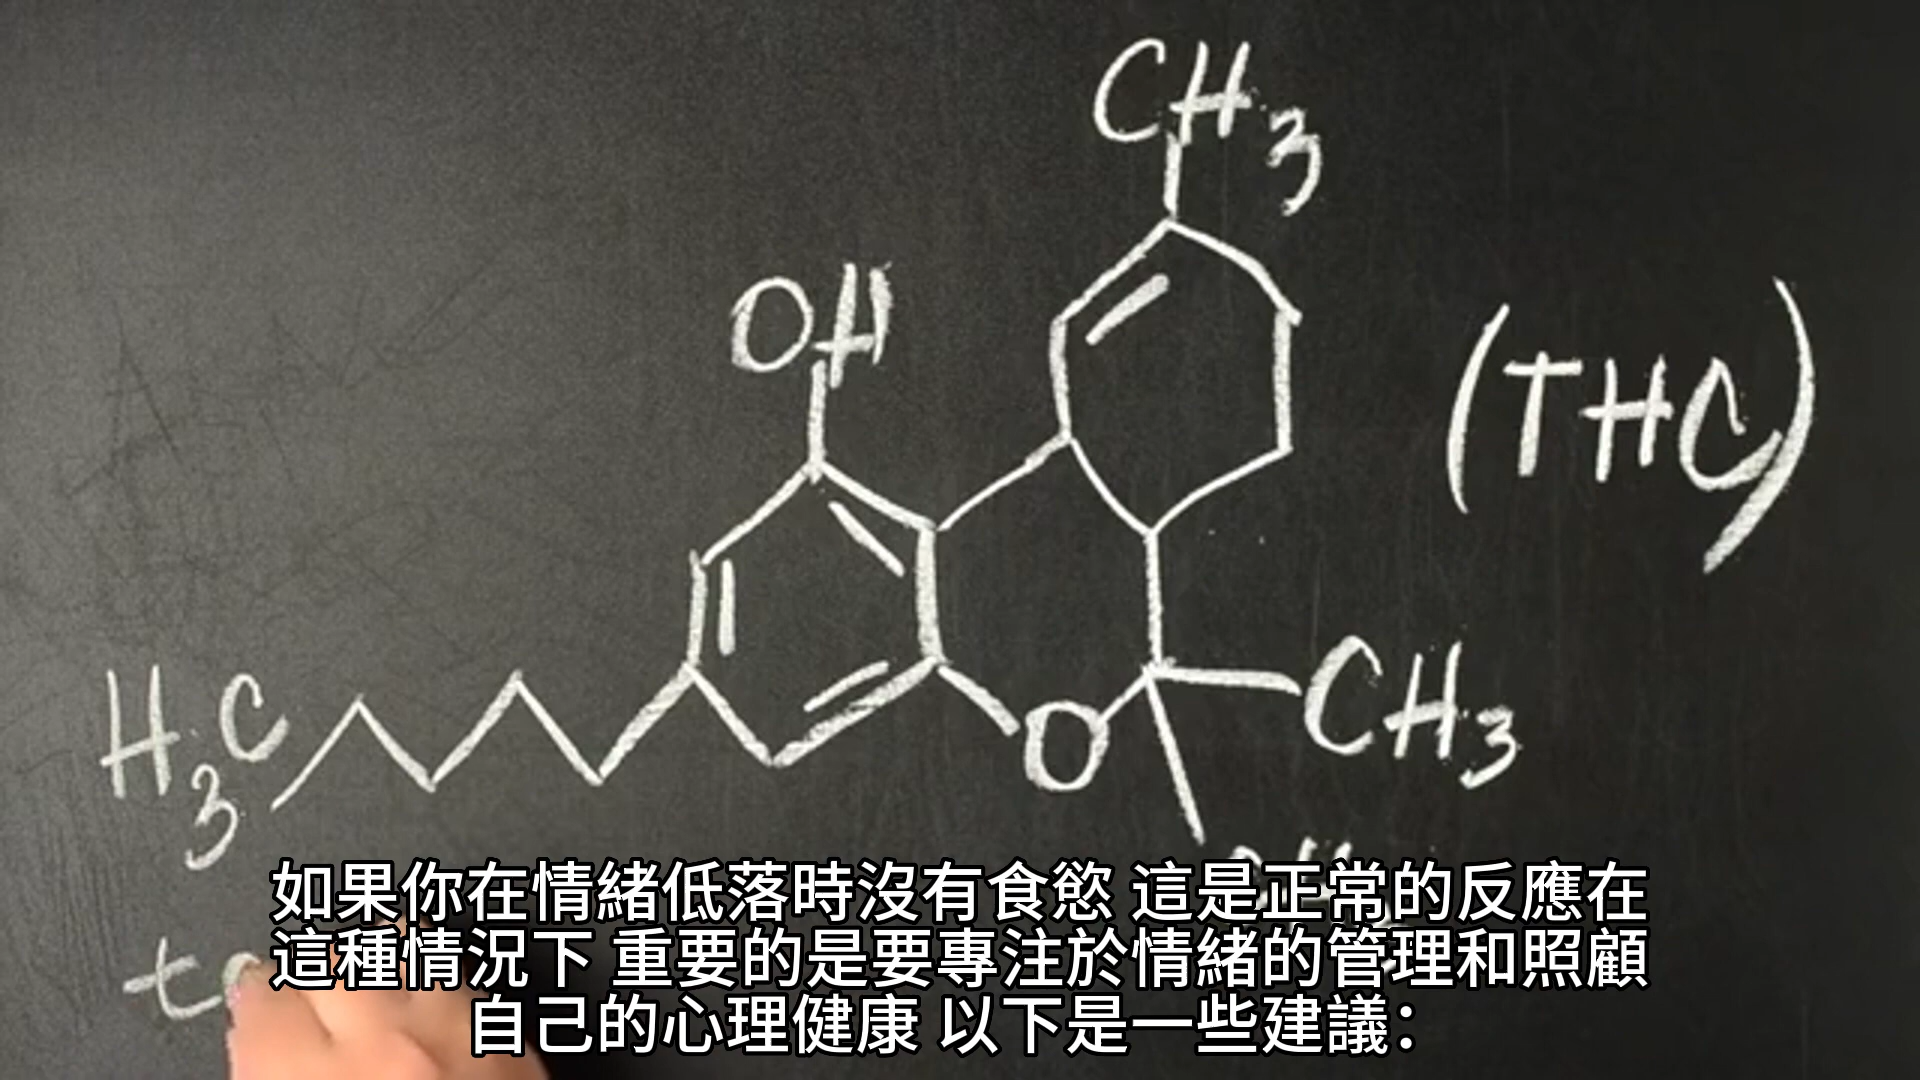 CH3
OH
(THC)
H3C
O
CH3
如果你在情緒低落時沒有食慾 這是正常的反應在
這種情況下 重要的是要專注於情緒的管理和照顧
自己的心理健康 以下是一些建議：